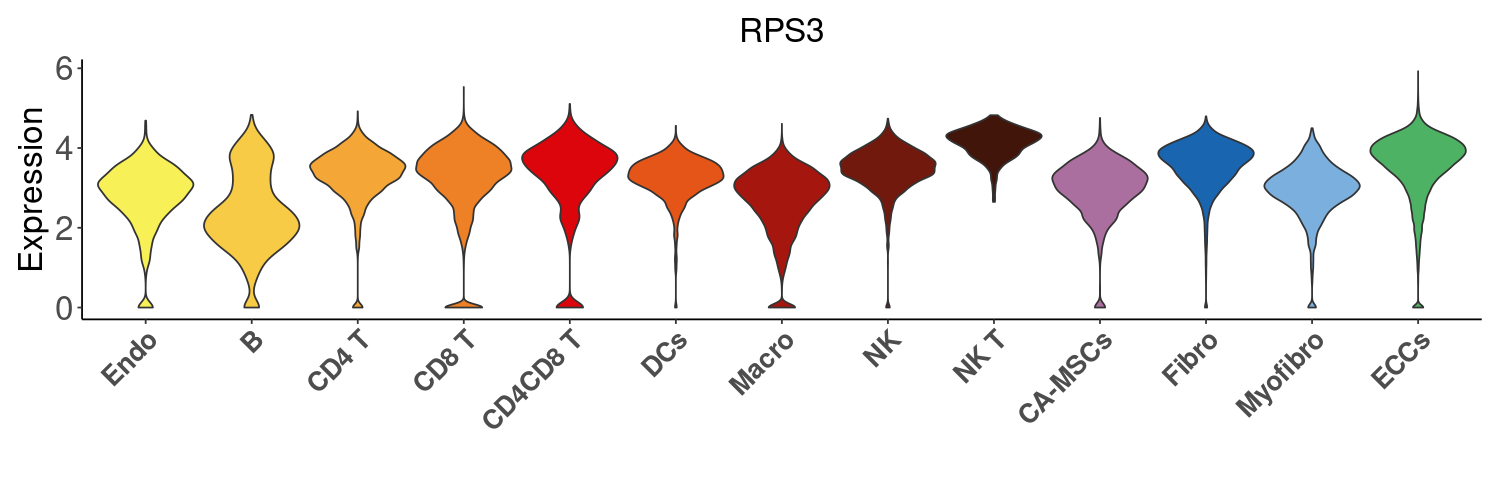 RPS3
Expression
6
4
2
0
Endo
B
CD4 T
CD8 T
CD4CD8 T
DCs
Macro
NK
NK T
CA-MSCs
Fibro
Myofibro
ECCs